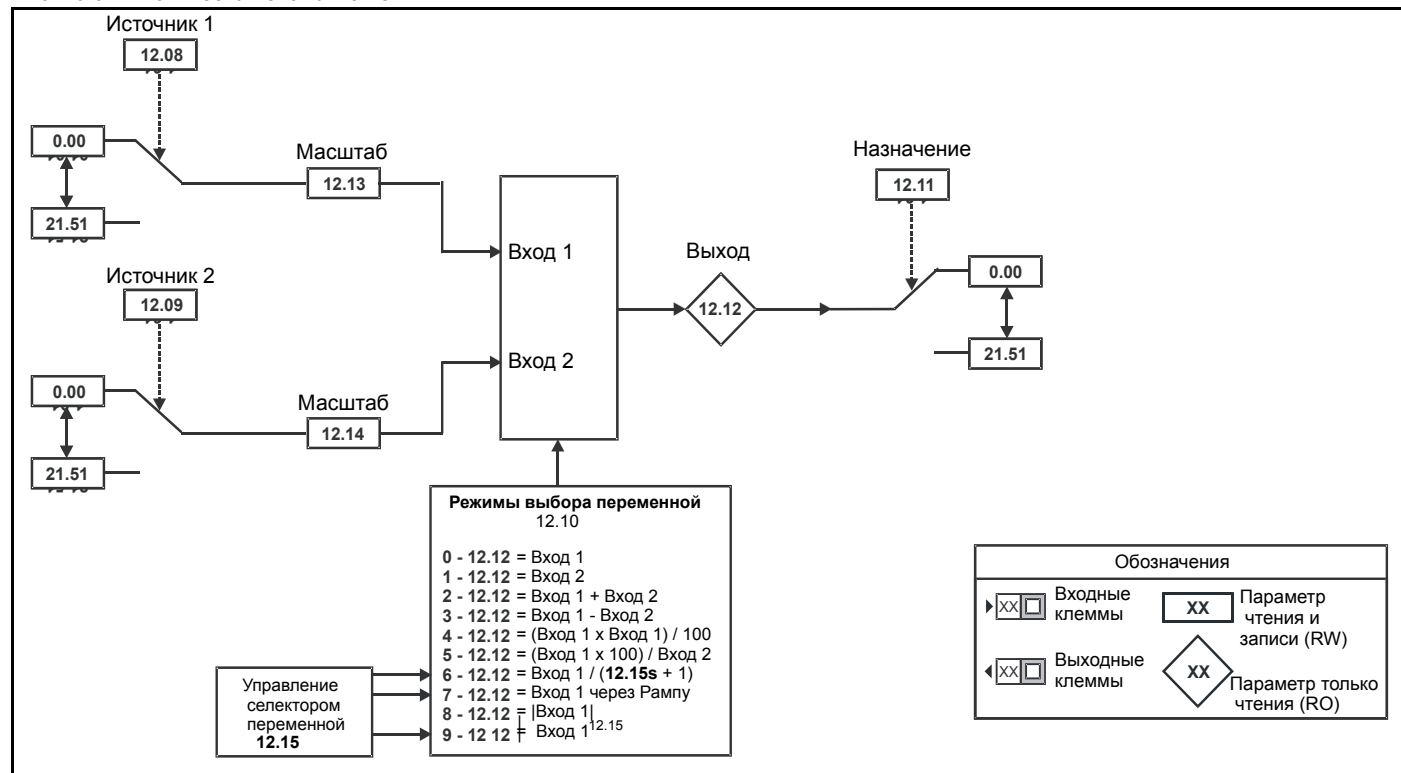 Источник 1
12.08
0.00
21.51
Масштаб
12.13
Источник 2
12.09
0.00
21.51
Масштаб
12.14
Вход 1
Вход 2
Выход
12.12
Назначение
12.11
0.00
21.51
Режимы выбора переменной
12.10
0 - 12.12 = Вход 1
1 - 12.12 = Вход 2
2 - 12.12 = Вход 1 + Вход 2
3 - 12.12 = Вход 1 - Вход 2
4 - 12.12 = (Вход 1 x Вход 1) / 100
5 - 12.12 = (Вход 1 x 100) / Вход 2
6 - 12.12 = Вход 1 / (12.15s + 1)
7 - 12.12 = Вход 1 через Рампу
8 - 12.12 = |Вход 1|
9 - 12 12 = Вход 1^12.15
Управление
селектором
переменной
12.15
Обозначения
XX Входные
клеммы
XX Параметр
чтения и
записи (RW)
XX Выходные
клеммы
XX Параметр только
чтения (RO)